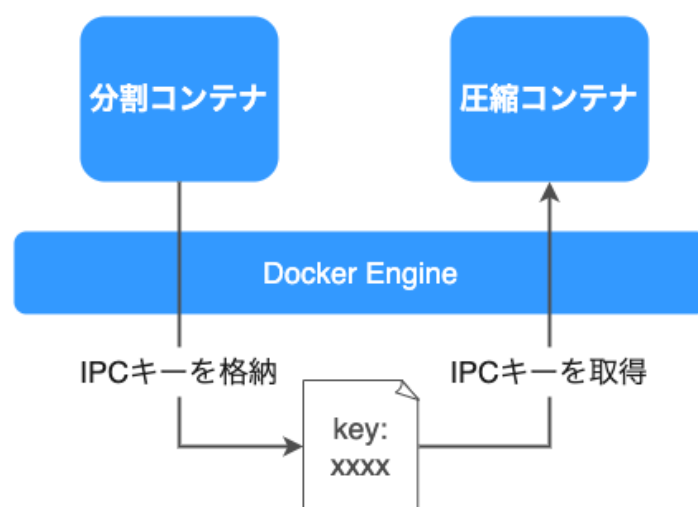 分割コンテナ
圧縮コンテナ
Docker Engine
IPCキーを格納
IPCキーを取得
key:
xxxx